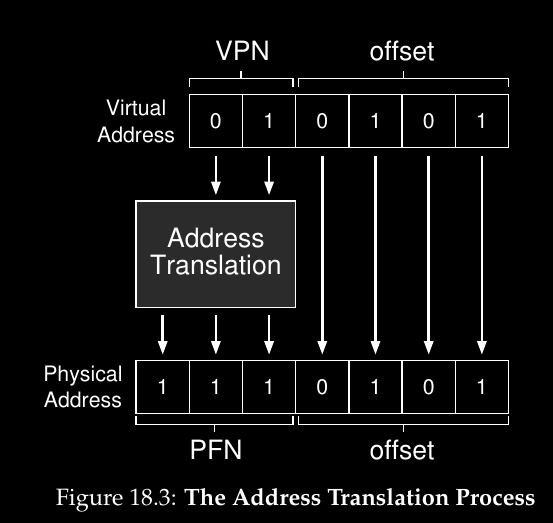 VPN offset
Virtual Address 0 1 0 1 0 1
Address
Translation
Physical Address 1 1 1 0 1 0 1
PFN offset
Figure 18.3: The Address Translation Process